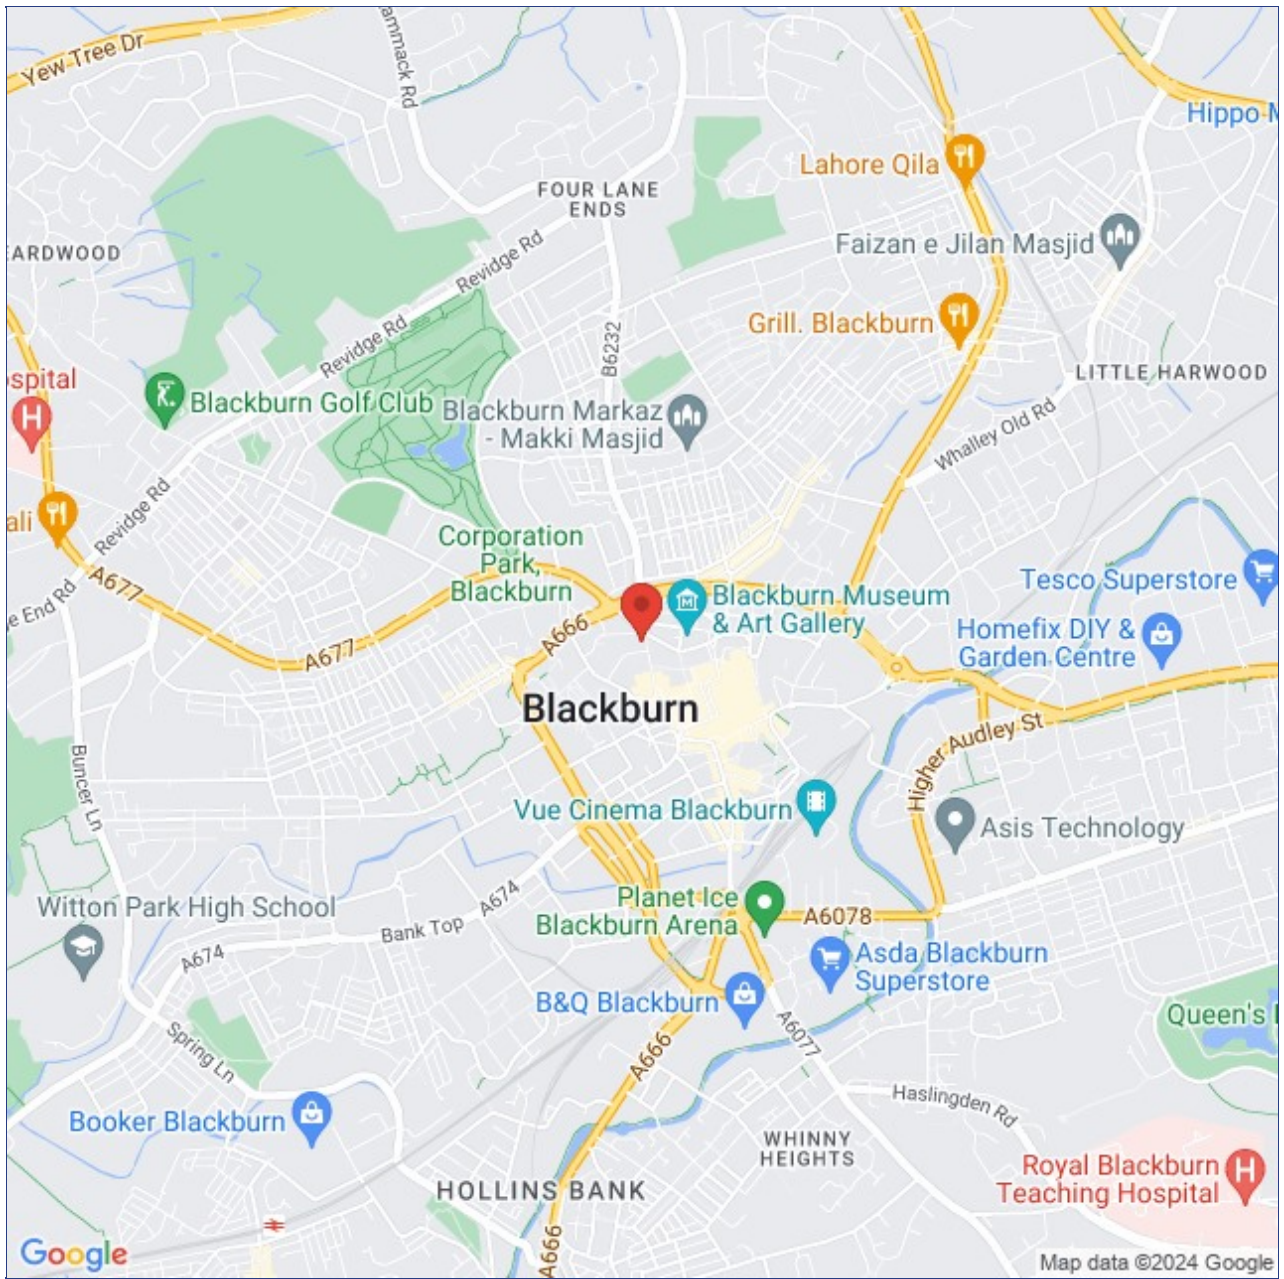 Yew Tree Dr
ammack Rd
Hippo M
Lahore Qila
FOUR LANE
ENDS
Faizan e Jilan Masjid
EARDWOOD
Revidge Rd
Grill. Blackburn
Revidge Rd
B6232
LITTLE HARWOOD
ospital
Blackburn Golf Club
Blackburn Markaz
- Makki Masjid
Whalley Old Rd
ali
Revidge Rd
Corporation
Park,
Blackburn
A677
Tesco Superstore
e End Rd
Blackburn Museum
& Art Gallery
A666
Homefix DIY &
Garden Centre
A677
Blackburn
Higher Audley St
Buncer Ln
Vue Cinema Blackburn
Asis Technology
Witton Park High School
A674
Planet Ice
Blackburn Arena
A6078
Bank Top
A674
Asda Blackburn
Superstore
B&Q Blackburn
Queen's
A6077
Spring Ln
A666
Haslingden Rd
Booker Blackburn
WHINNY
HEIGHTS
Royal Blackburn
Teaching Hospital
HOLLINS BANK
A666
Google
Map data ©2024 Google